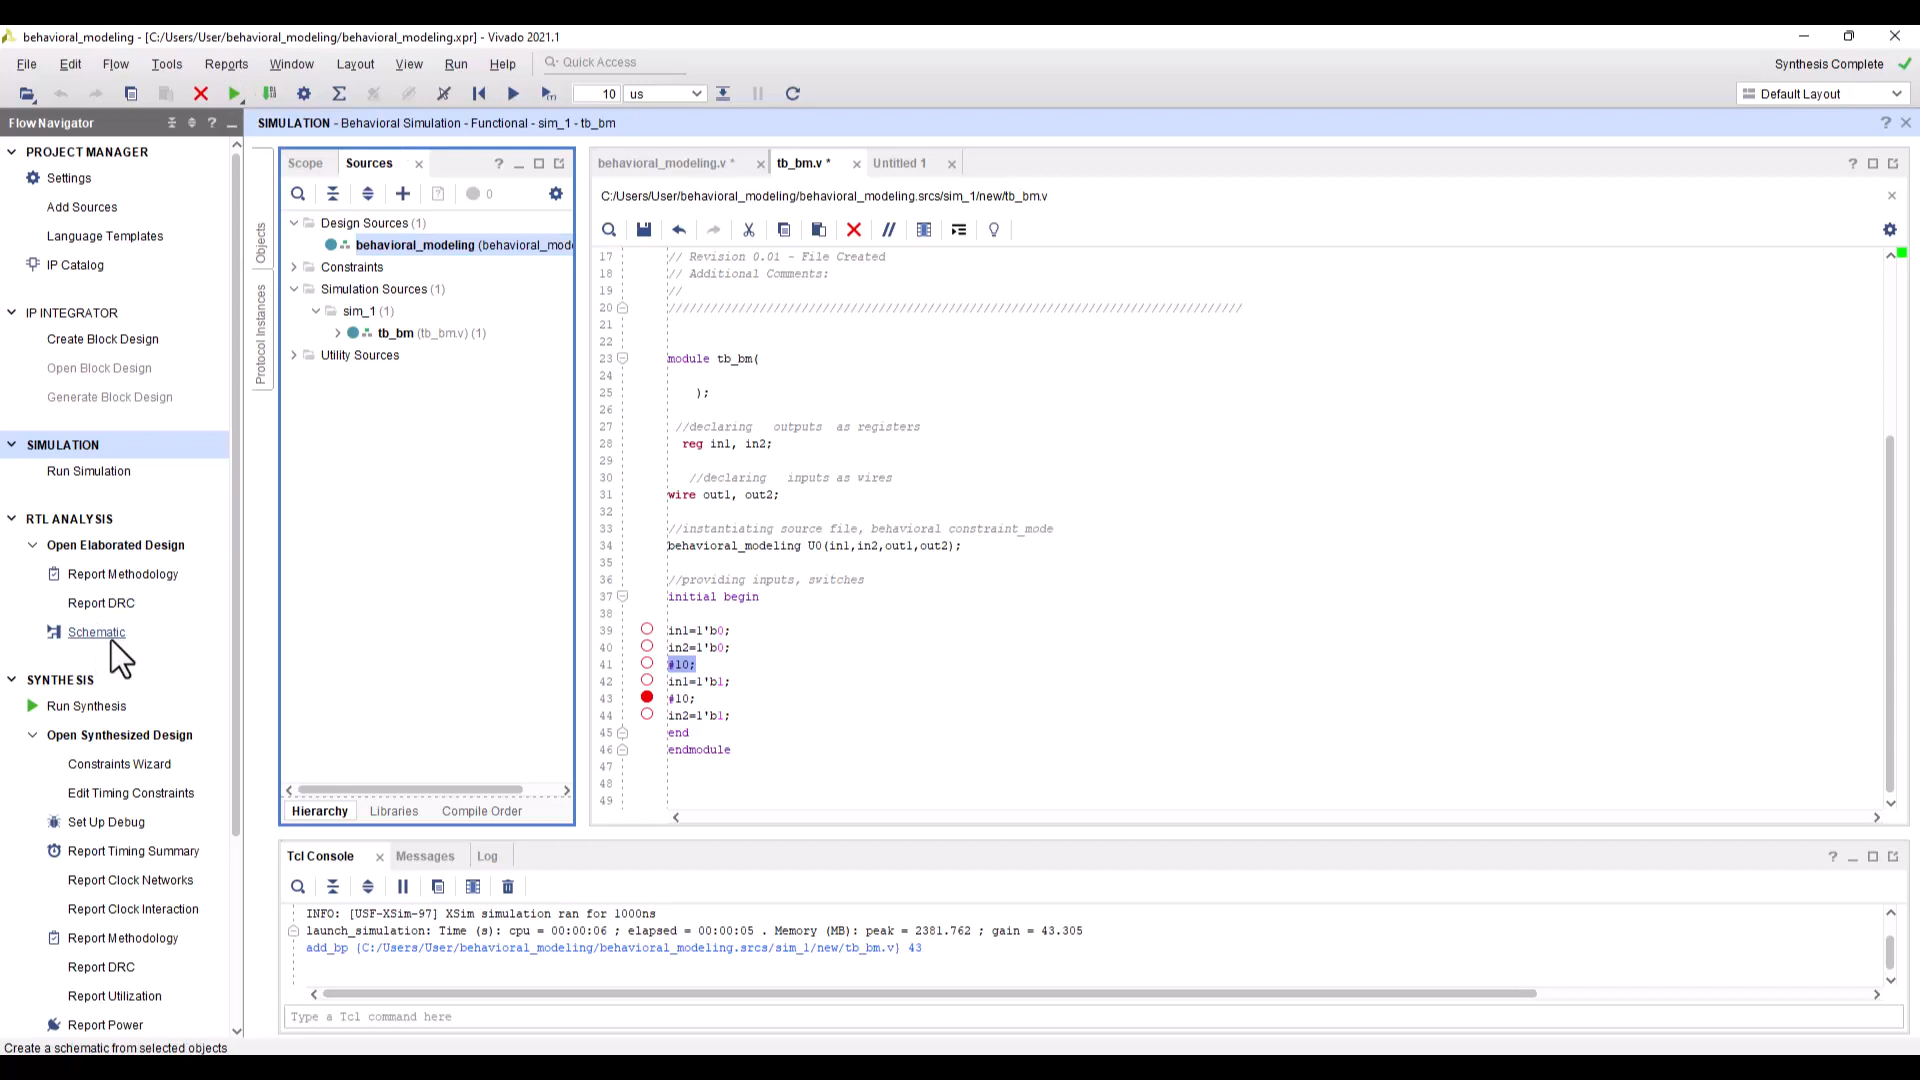 behavioral_modeling - [C:/Users/User/behavioral_modeling/behavioral_modeling.xpr] - Vivado 2021.1
File Edit Flow Tools Reports Window Layout View Run Help Quick Access
Synthesis Complete
10 us
Default Layout
Flow Navigator
PROJECT MANAGER
Settings
Add Sources
Language Templates
IP Catalog
IP INTEGRATOR
Create Block Design
Open Block Design
Generate Block Design
SIMULATION
Run Simulation
RTL ANALYSIS
Open Elaborated Design
Report Methodology
Report DRC
Schematic
SYNTHESIS
Run Synthesis
Open Synthesized Design
Constraints Wizard
Edit Timing Constraints
Set Up Debug
Report Timing Summary
Report Clock Networks
Report Clock Interaction
Report Methodology
Report DRC
Report Utilization
Report Power
Create a schematic from selected objects
SIMULATION - Behavioral Simulation - Functional - sim_1 - tb_bm
Objects
Protocol Instances
Scope Sources
0
Design Sources (1)
behavioral_modeling (behavioral_mode
Constraints
Simulation Sources (1)
sim_1 (1)
tb_bm (tb_bm.v) (1)
Utility Sources
Hierarchy Libraries Compile Order
behavioral_modeling.v * tb_bm.v * Untitled 1
C:/Users/User/behavioral_modeling/behavioral_modeling.srcs/sim_1/new/tb_bm.v
17 // Revision 0.01 - File Created
18 // Additional Comments:
19 //
20 //////////////////////////////////////////////////////////////////////////////////
21
22
23 module tb_bm(
24
25 );
26
27 //declaring outputs as registers
28 reg in1, in2;
29
30 //declaring inputs as wires
31 wire out1, out2;
32
33 //instantiating source file, behavioral constraint_mode
34 behavioral_modeling U0(in1,in2,out1,out2);
35
36 //providing inputs, switches
37 initial begin
38
39 in1=1'b0;
40 in2=1'b0;
41 #10;
42 in1=1'b1;
43 #10;
44 in2=1'b1;
45 end
46 endmodule
47
48
49
Tcl Console Messages Log
INFO: [USF-XSim-97] XSim simulation ran for 1000ns
launch_simulation: Time (s): cpu = 00:00:06 ; elapsed = 00:00:05 . Memory (MB): peak = 2381.762 ; gain = 43.305
add_bp {C:/Users/User/behavioral_modeling/behavioral_modeling.srcs/sim_1/new/tb_bm.v} 43
Type a Tcl command here